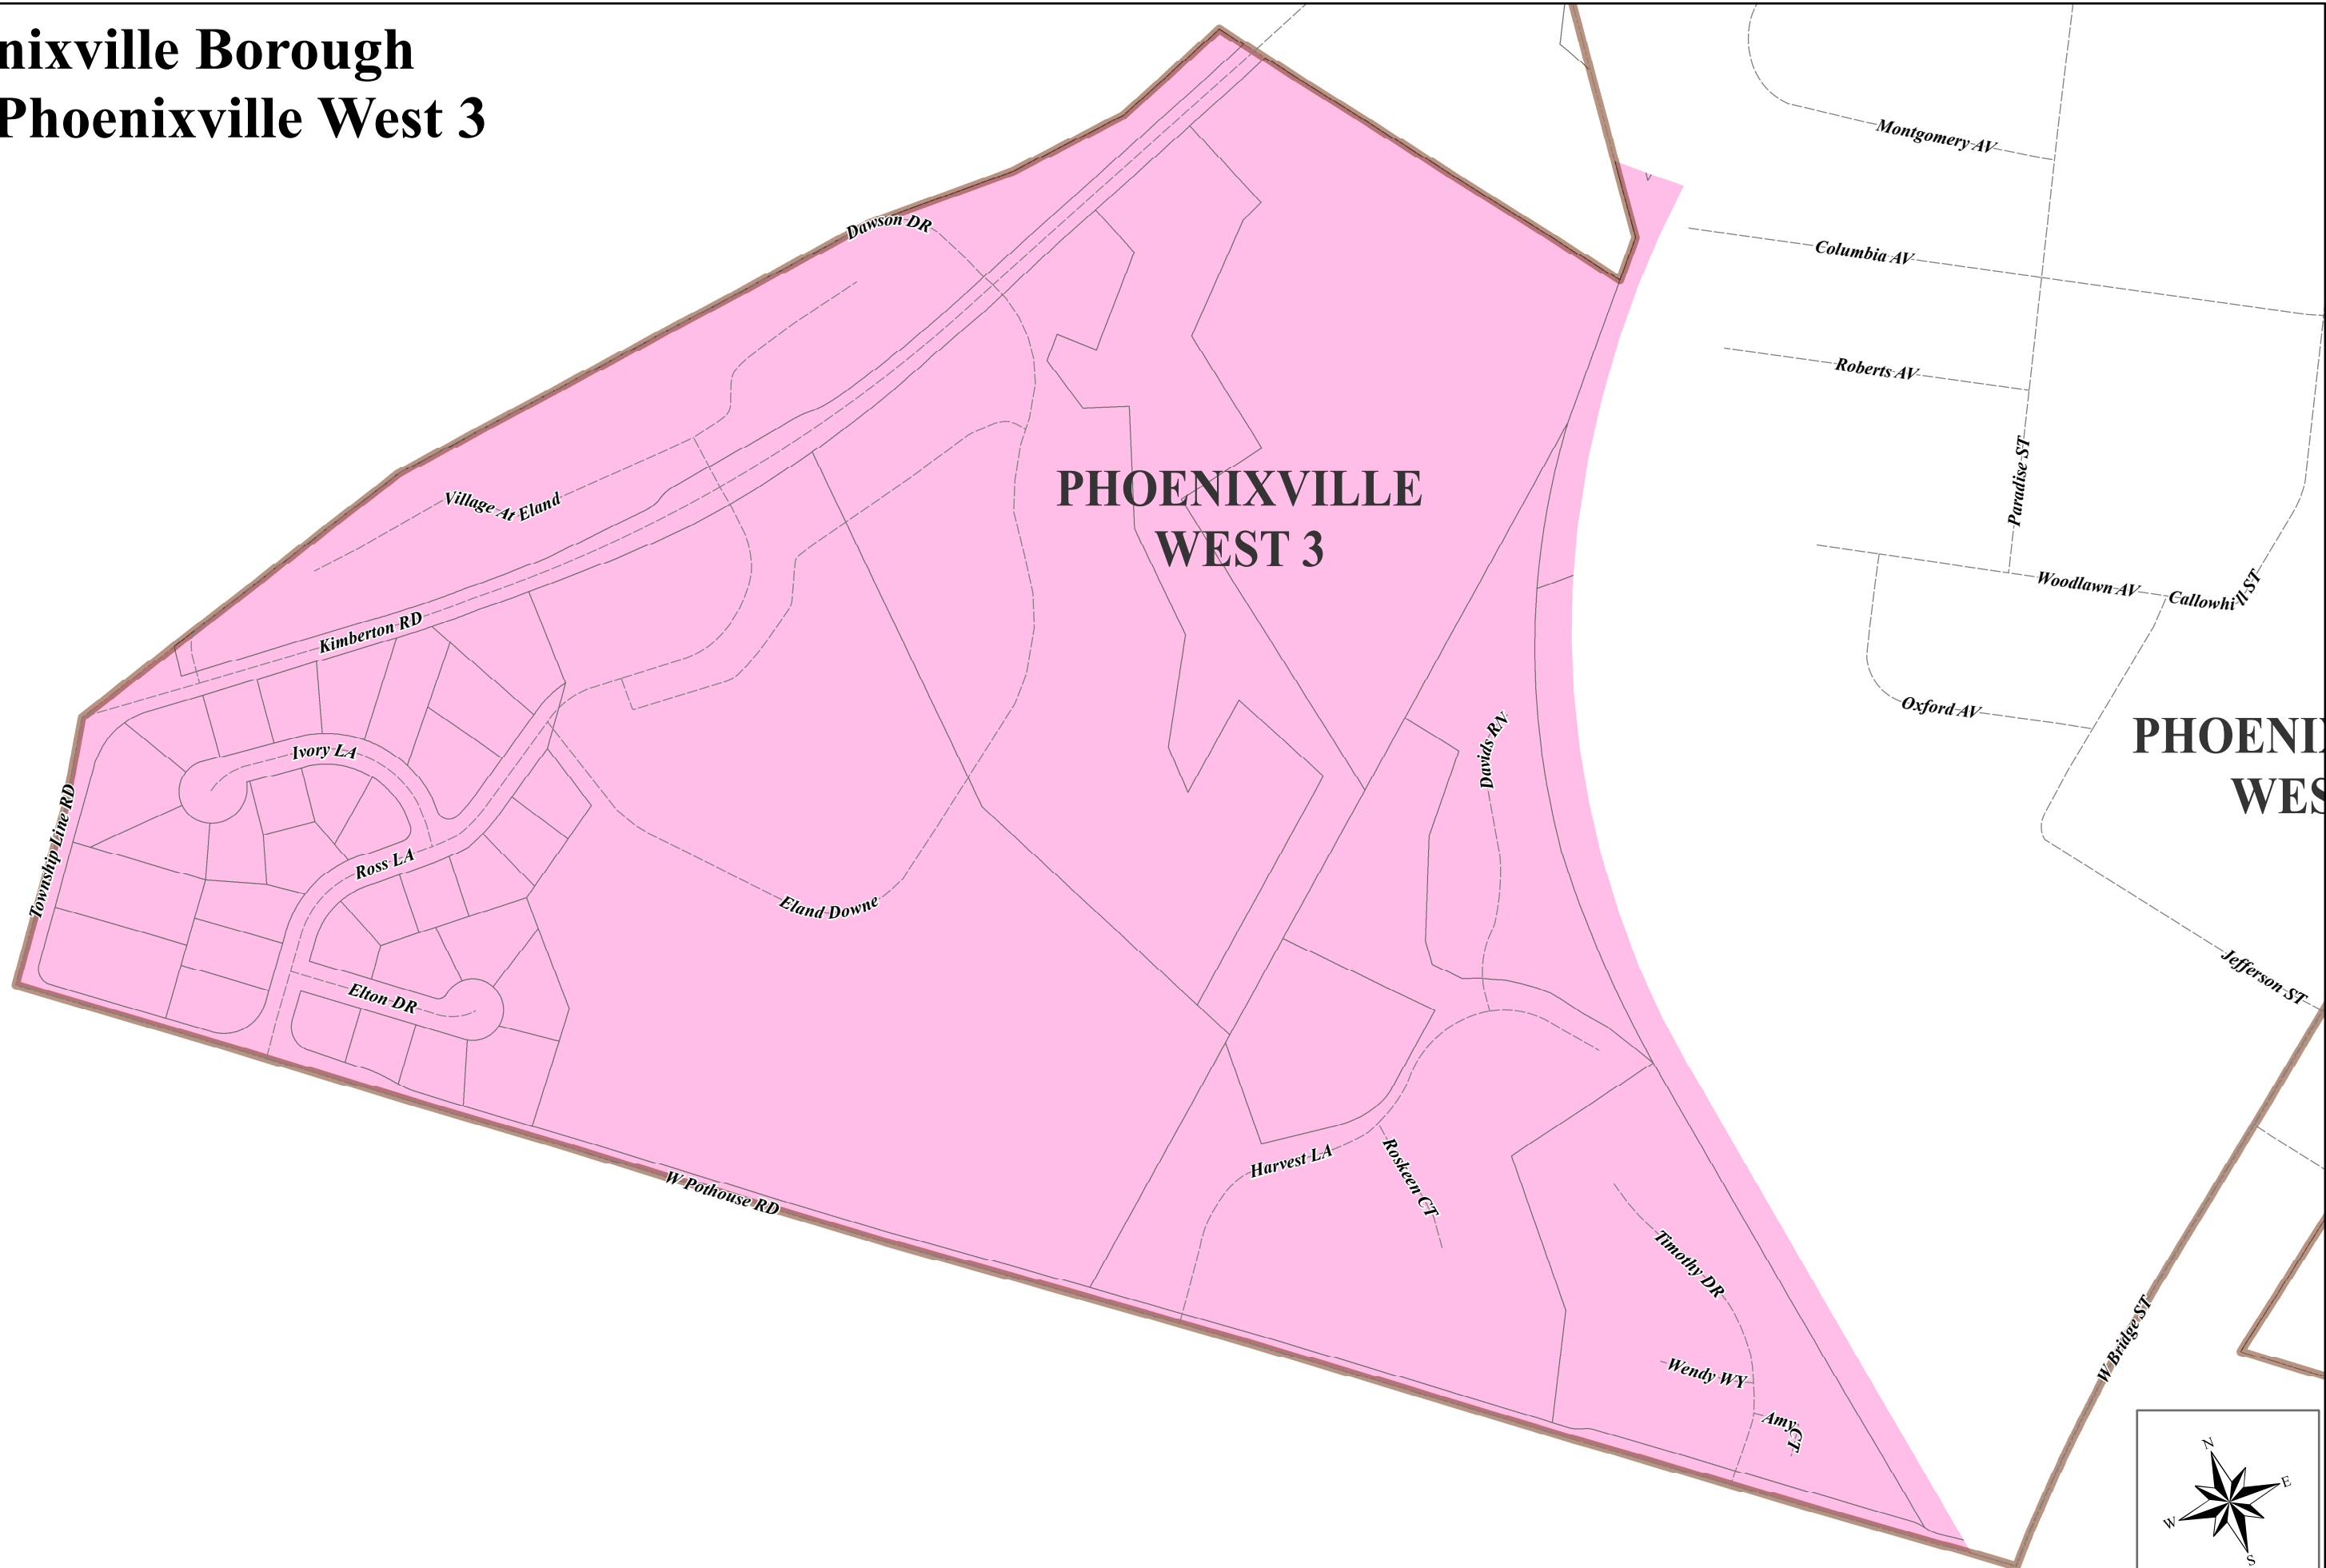 nixville Borough
Phoenixville West 3
Montgomery AV
Dawson DR
Columbia AV
Roberts AV
Paradise ST
PHOENIXVILLE
WEST 3
Village At Eland
Woodlawn AV
Callowhill ST
Kimberton RD
Oxford AV
Davids RN
PHOENI
WES
Ivory LA
Township Line RD
Ross LA
Eland Downe
Jefferson ST
Elton DR
Harvest LA
Roskeen CT
W Pothouse RD
Timothy DR
W Bridge ST
Wendy WY
Amy CT
N
E
W
S